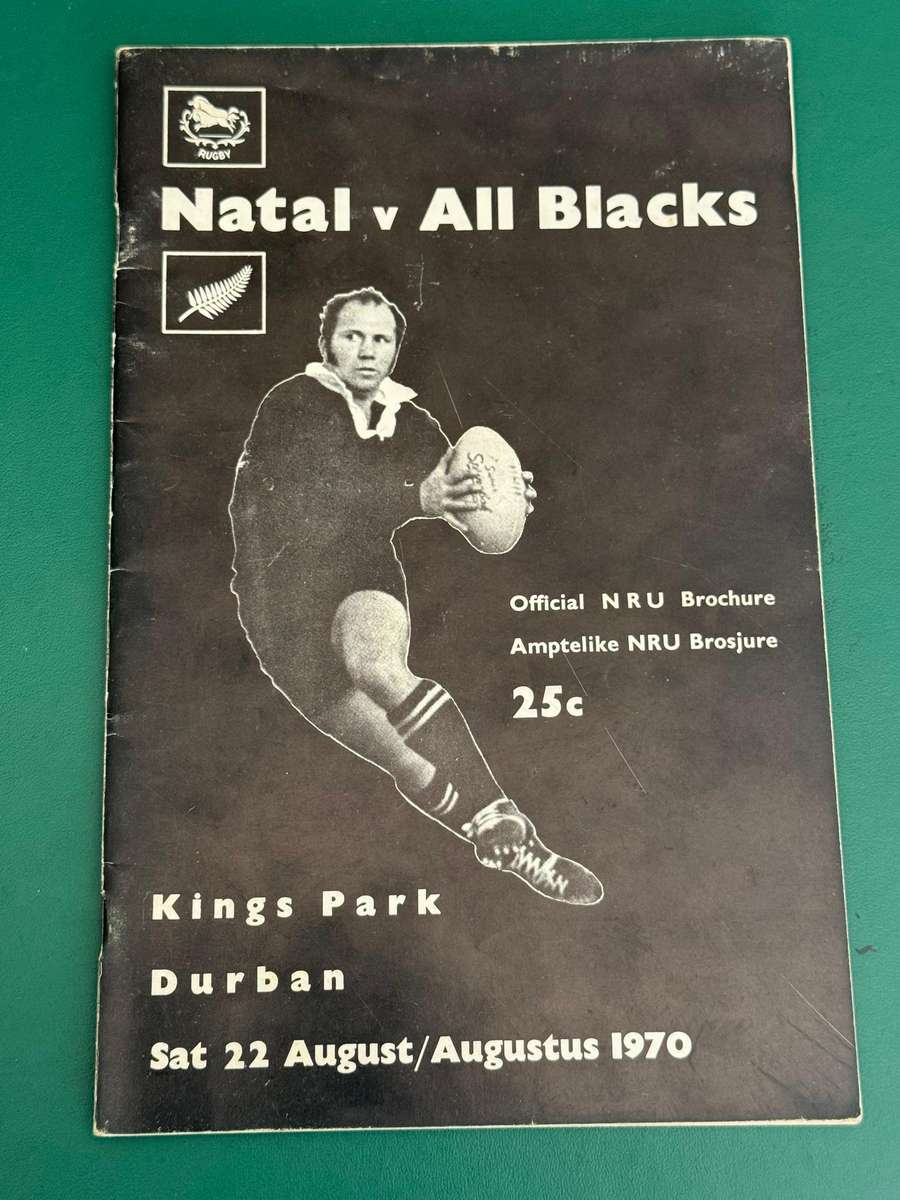 RUGBY
Natal v All Blacks
Official NRU Brochure
Amptelike NRU Brosjure
25c
Kings Park
Durban
Sat 22 August/Augustus 1970